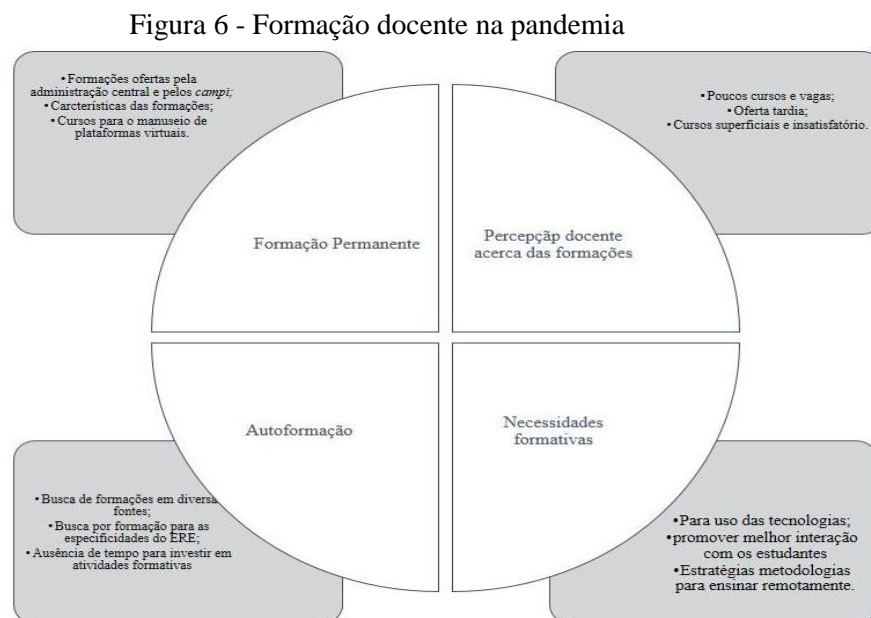 Figura 6 - Formação docente na pandemia
• Formações ofertas pela
administração central e pelos campi;
• Carcterísticas das formações;
• Cursos para o manuseio de
plataformas virtuais.
• Poucos cursos e vagas;
• Oferta tardia;
• Cursos superficiais e insatisfatório.
Formação Permanente
Percepçãp docente
acerca das formações
Autoformação
Necessidades
formativas
• Busca de formações em diversa
fontes;
• Busca por formação para as
especificidades do ERE;
• Ausência de tempo para investir em
atividades formativas
•Para uso das tecnologias;
•promover melhor interação
com os estudantes
•Estratégias metodologias
para ensinar remotamente.